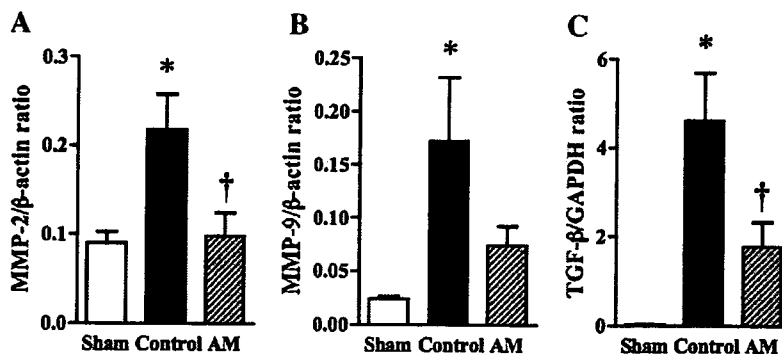 A
MMP-2/β-actin ratio
0.3
0.2
0.1
0.0
*
†
Sham Control AM
B
MMP-9/β-actin ratio
0.25
0.20
0.15
0.10
0.05
0.00
*
Sham Control AM
C
TGF-β/GAPDH ratio
6
4
2
0
*
†
Sham Control AM